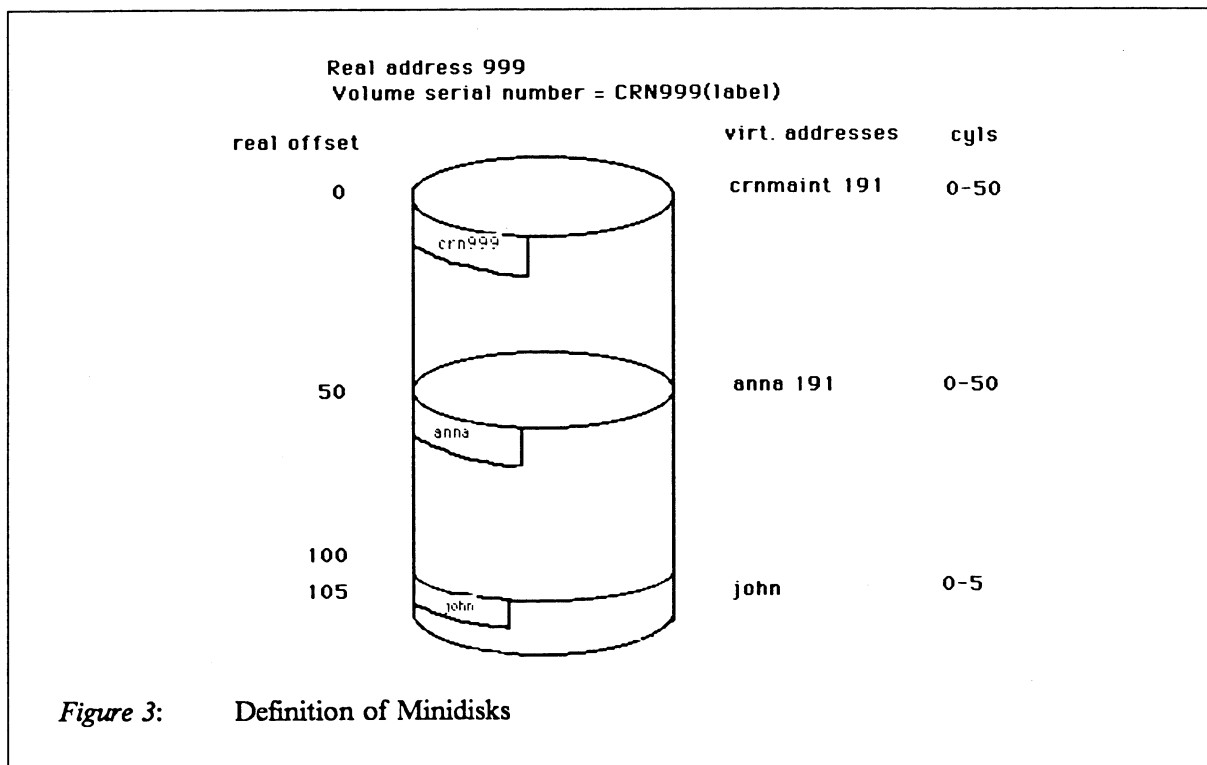 Real address 999
Volume serial number = CRN999(label)
real offset virt. addresses cyls
0 crnmaint 191 0-50
crn999
50 anna 191 0-50
anna
100
105 john 0-5
john
Figure 3: Definition of Minidisks